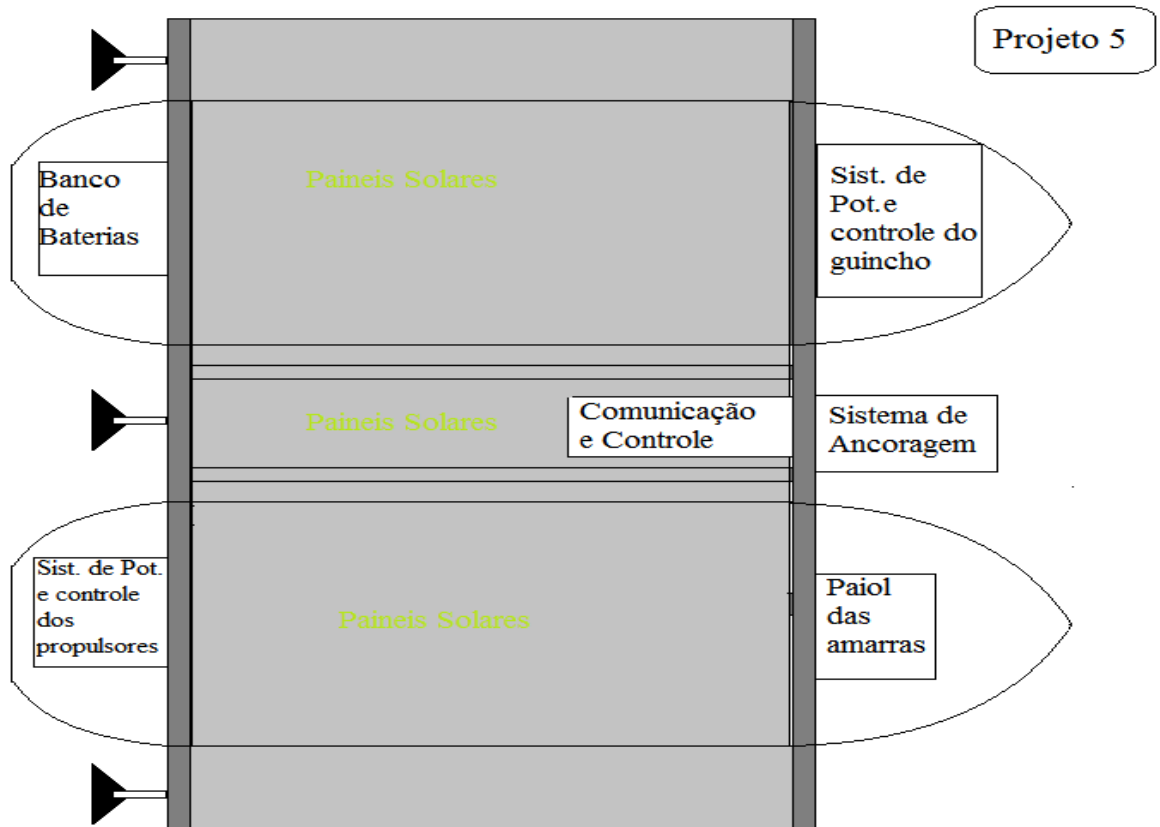 Projeto 5
Banco
de
Baterias
Paineis Solares
Sist. de
Pot.e
controle do
guincho
Paineis Solares
Comunicação
e Controle
Sistema de
Ancoragem
Sist. de Pot.
e controle
dos
propulsores
Paineis Solares
Paiol
das
amarras